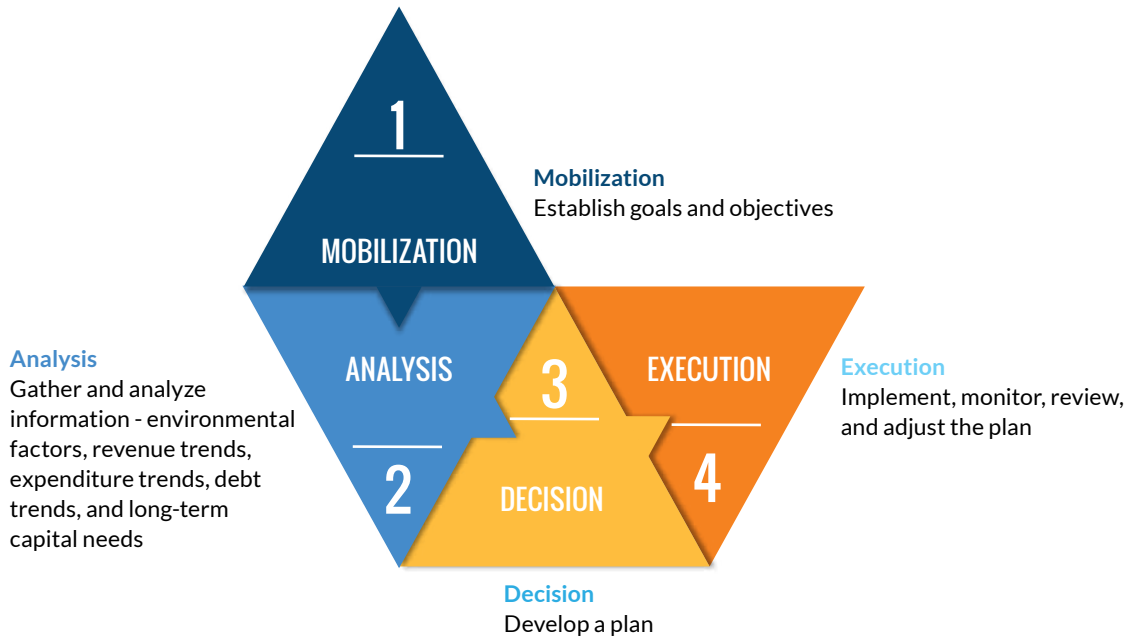 1
MOBILIZATION
Mobilization
Establish goals and objectives
Analysis
Gather and analyze
information - environmental
factors, revenue trends,
expenditure trends, debt
trends, and long-term
capital needs
ANALYSIS
2
3
DECISION
Decision
Develop a plan
EXECUTION
4
Execution
Implement, monitor, review,
and adjust the plan